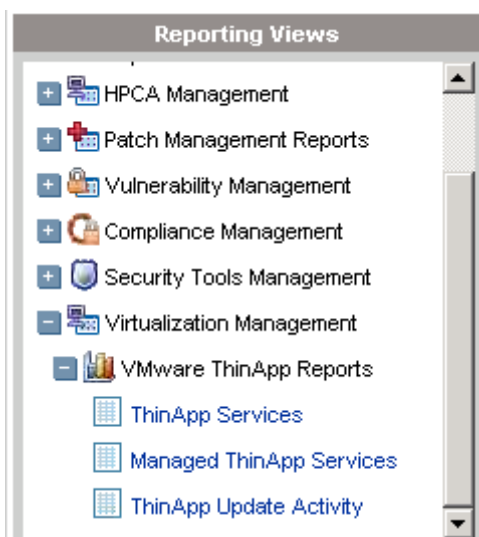 Reporting Views
HPCA Management
Patch Management Reports
Vulnerability Management
Compliance Management
Security Tools Management
Virtualization Management
VMware ThinApp Reports
ThinApp Services
Managed ThinApp Services
ThinApp Update Activity